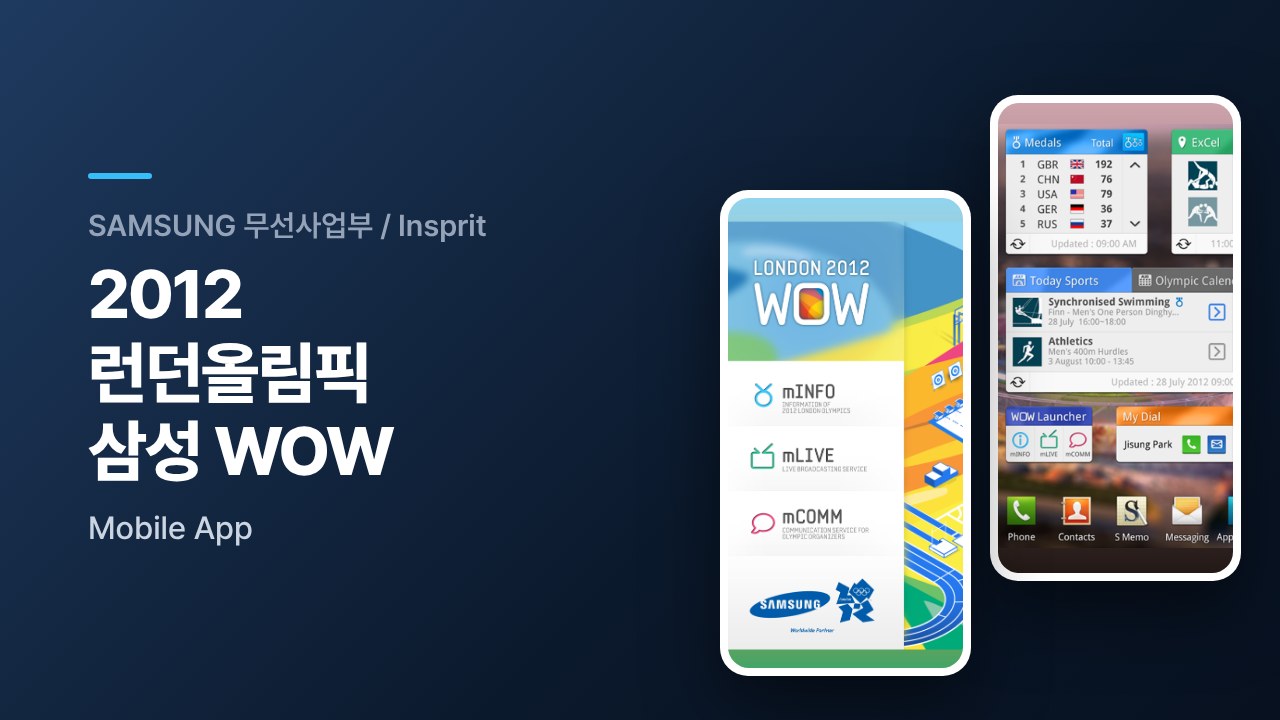 SAMSUNG 무선사업부 / Insprit
2012
런던올림픽
삼성 WOW
Mobile App
LONDON 2012
WOW
mINFO
INFORMATION OF
2012 LONDON OLYMPICS
mLIVE
LIVE BROADCASTING SERVICE
mCOMM
COMMUNICATION SERVICE FOR
OLYMPIC ORGANIZERS
SAMSUNG
Worldwide Partner
Medals Total
1 GBR 192
2 CHN 76
3 USA 79
4 GER 36
5 RUS 37
Updated : 09:00 AM
ExCel
11:00
Today Sports
Olympic Calen
Synchronised Swimming
Finn - Men's One Person Dinghy...
28 July 16:00~18:00
Athletics
Men's 400m Hurdles
3 August 10:00 - 13:45
Updated : 28 July 2012 09:00
WOW Launcher
mINFO mLIVE mCOMM
My Dial
Jisung Park
Phone Contacts S Memo Messaging App